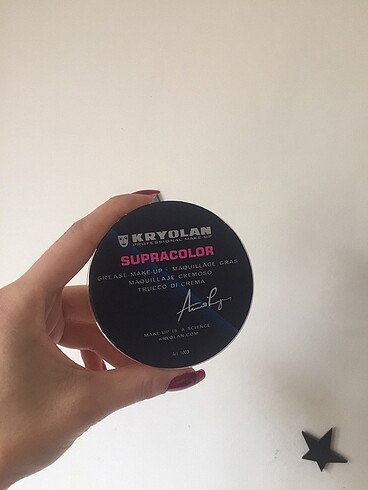 KRYOLAN
PROFESSIONAL MAKE-UP
SUPRACOLOR
GREASE MAKE-UP · MAQUILLAGE GRAS
MAQUILLAJE CREMOSO
TRUCCO DI CREMA
MAKE-UP IS A SCIENCE
KRYOLAN.COM